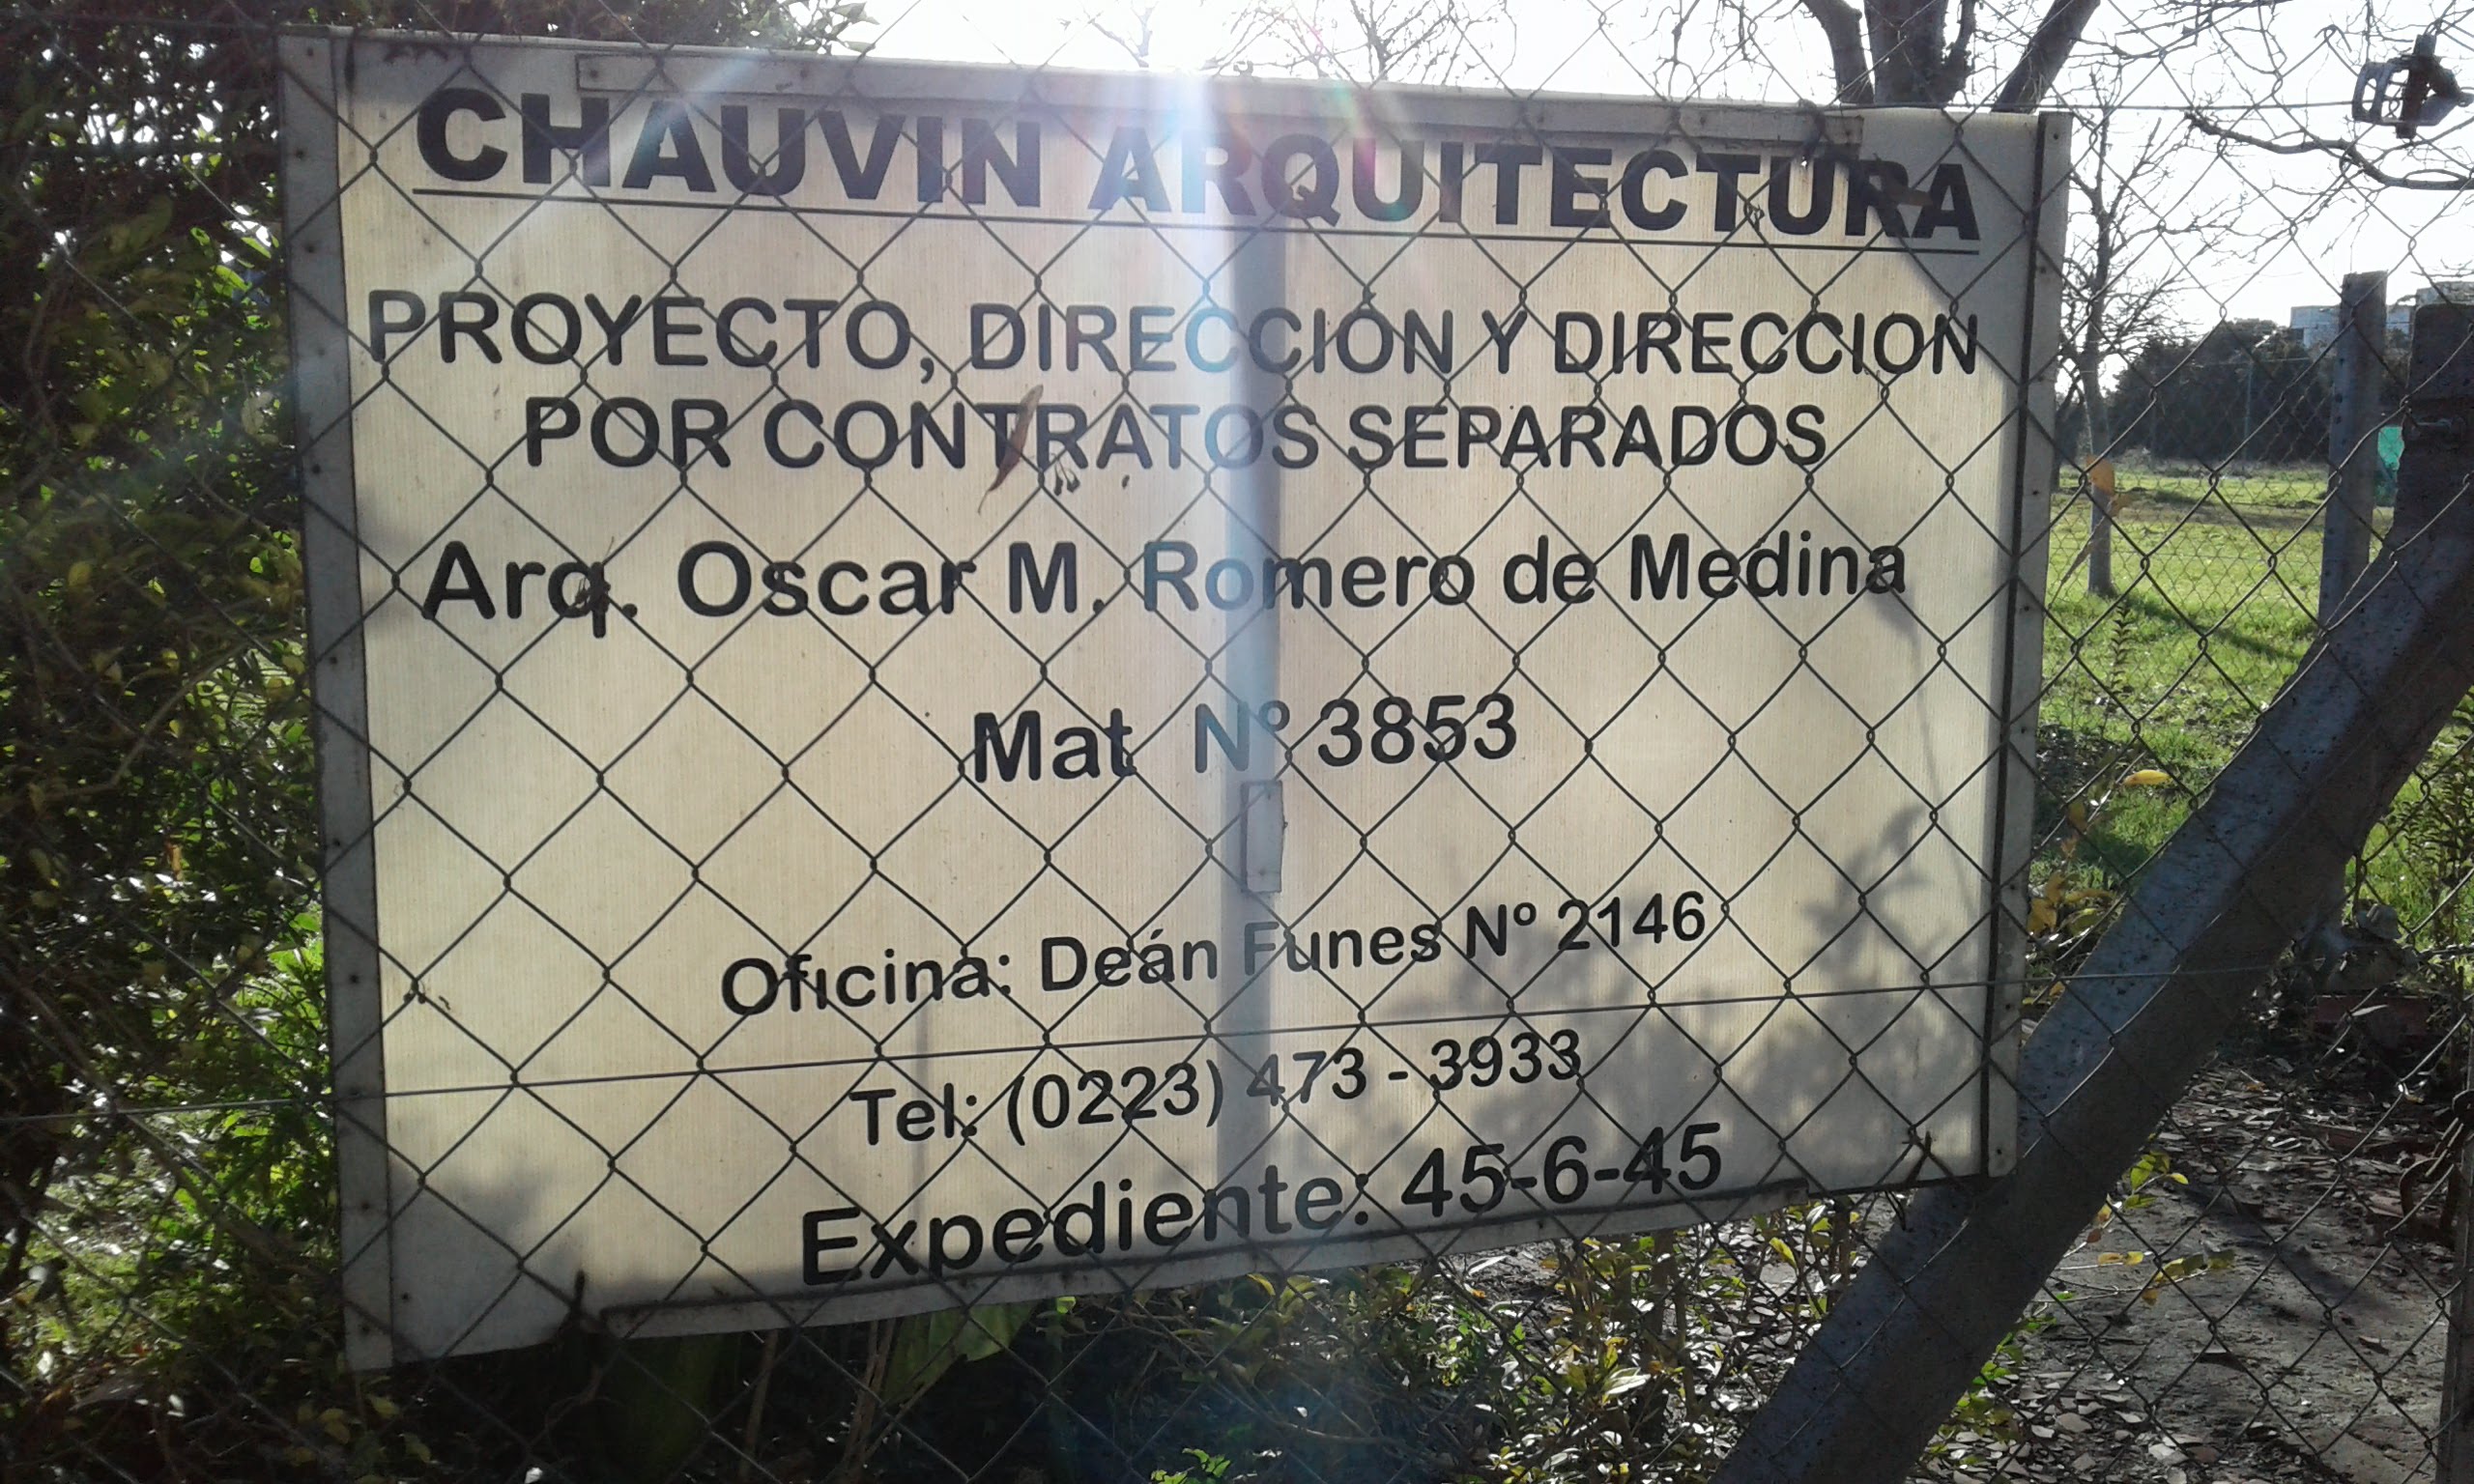 CHAUVIN ARQUITECTURA
PROYECTO, DIRECCIÓN Y DIRECCION
POR CONTRATOS SEPARADOS
Arq. Oscar M. Romero de Medina
Mat Nº 3853
Oficina: Deán Funes Nº 2146
Tel: (0223) 473 - 3933
Expediente: 45-6-45